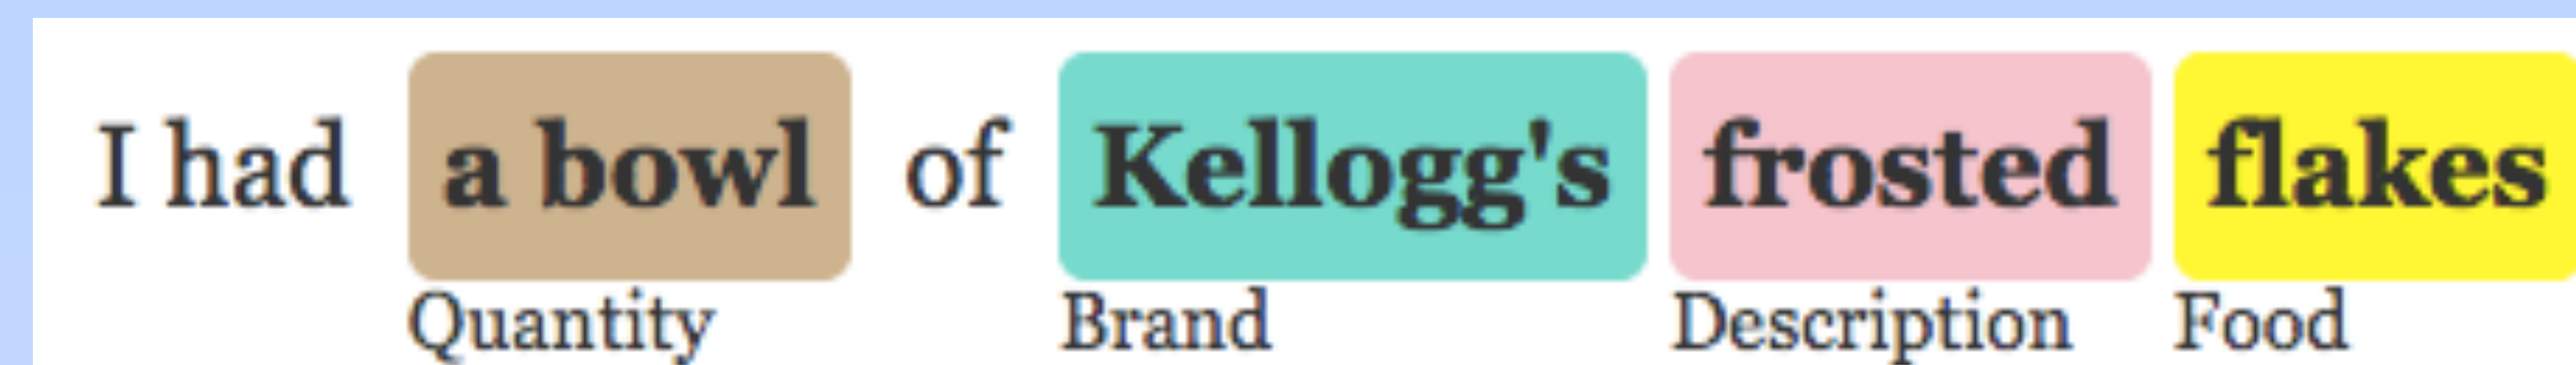 I had a bowl of Kellogg's frosted flakes
Quantity Brand Description Food